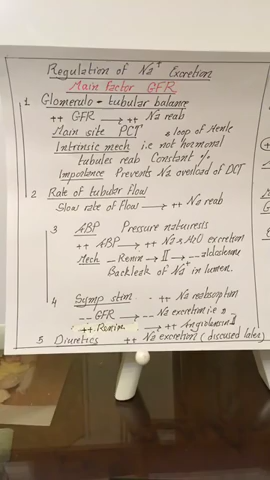 Regulation of Na+ Excretion
Main Factor GFR
1 Glomerulo - tubular balance
++ GFR → ++ Na reab
Main site PCT & loop of Henle
Intrinsic mech i.e not hormonal
tubules reab Constant %
Importance Prevents Na overload of DCT
2 Rate of tubular flow
Slow rate of flow → ++ Na reab
3 ABP Pressure natriuresis
++ ABP → ++ Na & H2O excretion
Mech -- Renin → II → -- aldosterone
Backleak of Na+ in lumen.
4 Symp stim. - ++ Na reabsorption
-- GFR → -- Na excretion i.e
++ Renin → ++ Angiotensin II
5 Diuretics ++ Na+ excretion (discused later)